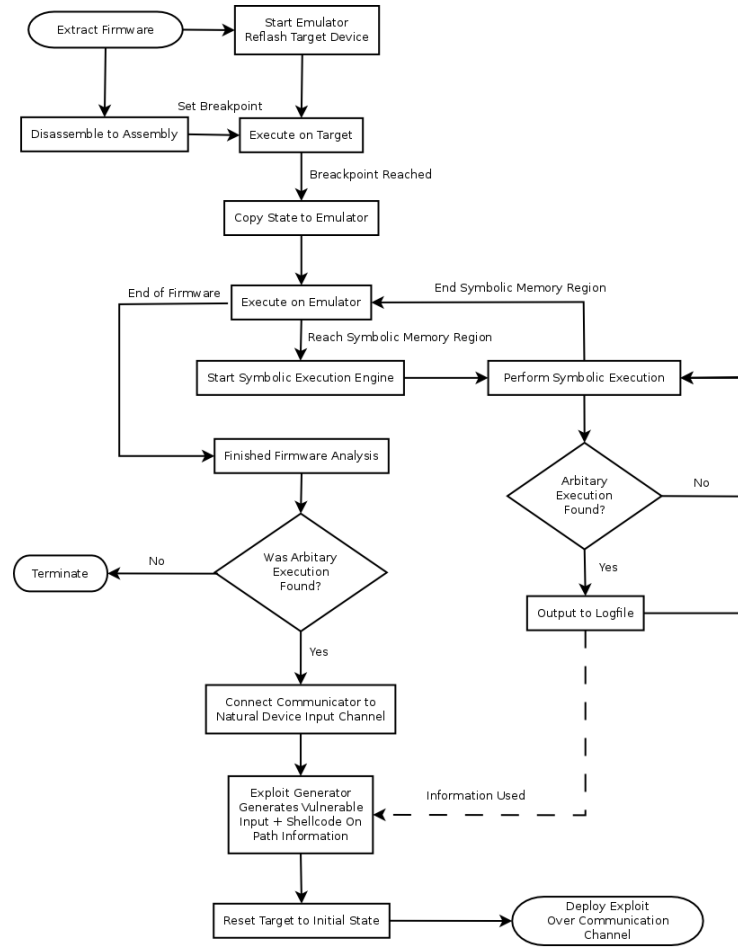 Extract Firmware
Start Emulator
Reflash Target Device
Set Breakpoint
Disassemble to Assembly
Execute on Target
Breackpoint Reached
Copy State to Emulator
End of Firmware
End Symbolic Memory Region
Execute on Emulator
Reach Symbolic Memory Region
Start Symbolic Execution Engine
Perform Symbolic Execution
Finished Firmware Analysis
Arbitary
Execution
Found?
No
Was Arbitary
Execution
Found?
No
Terminate
Yes
Output to Logfile
Yes
Connect Communicator to
Natural Device Input Channel
Exploit Generator
Generates Vulnerable
Input + Shellcode On
Path Information
Information Used
Reset Target to Initial State
Deploy Exploit
Over Communication
Channel